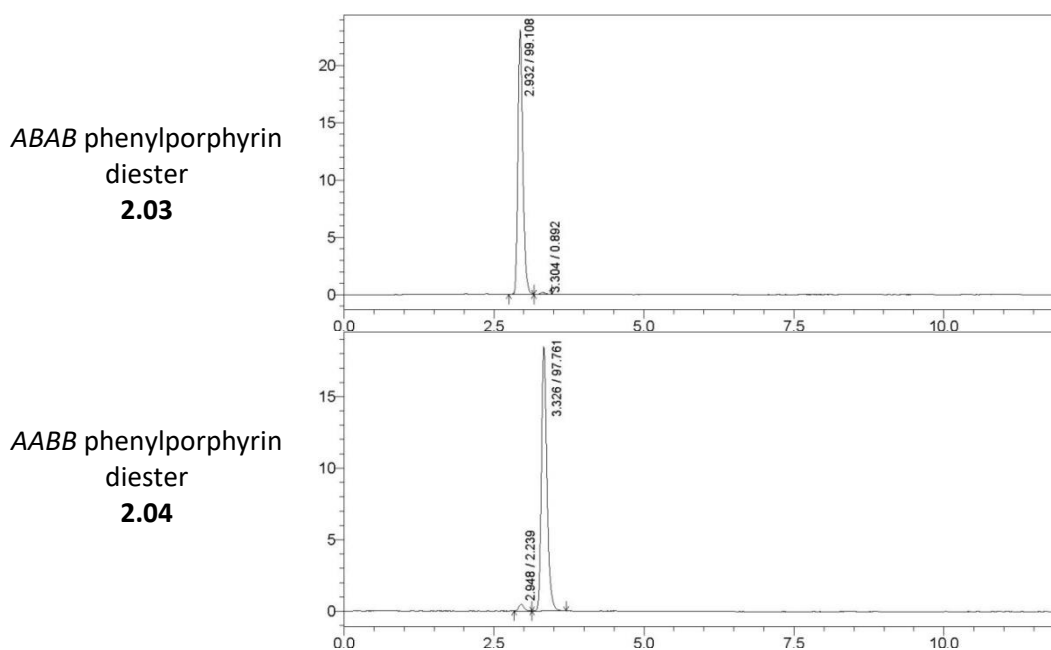 ABAB phenylporphyrin
diester
2.03
20
15
10
5
0
2.932 / 99.108
3.304 / 0.892
0.0 2.5 5.0 7.5 10.0
AABB phenylporphyrin
diester
2.04
15
10
5
0
2.948 / 2.239
3.326 / 97.761
0.0 2.5 5.0 7.5 10.0